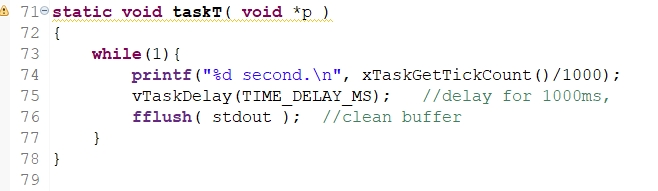 71 static void taskT( void *p )
72 {
73     while(1){
74         printf("%d second.\n", xTaskGetTickCount()/1000);
75         vTaskDelay(TIME_DELAY_MS);   //delay for 1000ms,
76         fflush( stdout );  //clean buffer
77     }
78 }
79